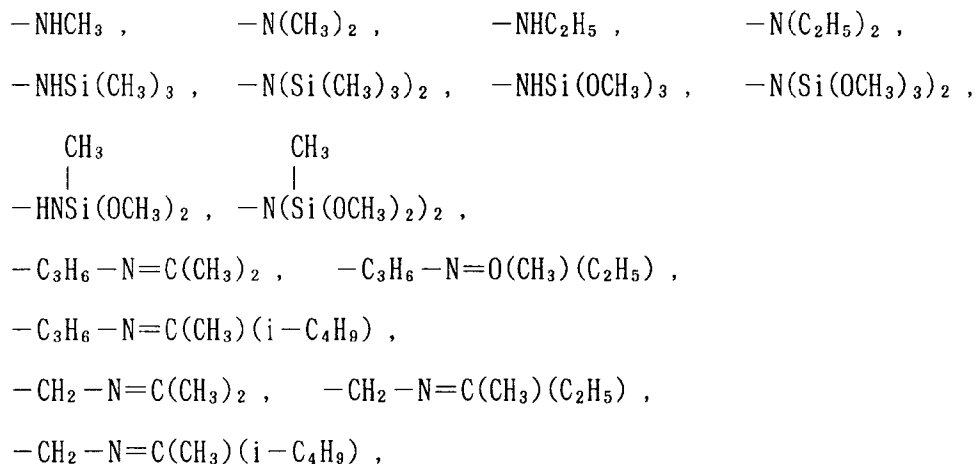 −NHCH₃ , −N(CH₃)₂ , −NHC₂H₅ , −N(C₂H₅)₂ ,
−NHSi(CH₃)₃ , −N(Si(CH₃)₃)₂ , −NHSi(OCH₃)₃ , −N(Si(OCH₃)₃)₂ ,
CH₃ CH₃
| |
−HNSi(OCH₃)₂ , −N(Si(OCH₃)₂)₂ ,
−C₃H₆−N=C(CH₃)₂ , −C₃H₆−N=O(CH₃)(C₂H₅) ,
−C₃H₆−N=C(CH₃)(i−C₄H₉) ,
−CH₂−N=C(CH₃)₂ , −CH₂−N=C(CH₃)(C₂H₅) ,
−CH₂−N=C(CH₃)(i−C₄H₉) ,